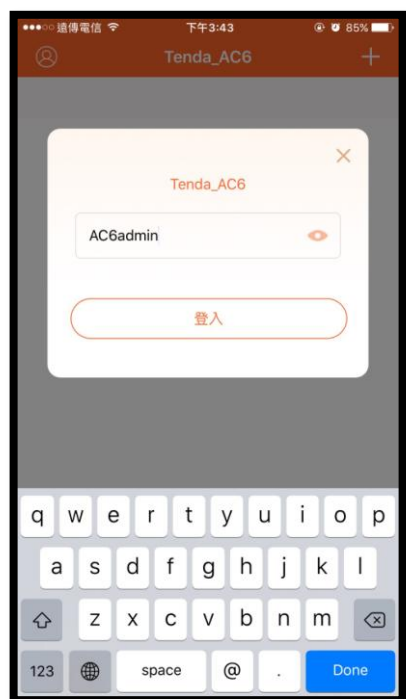 遠傳電信 下午3:43 85%
Tenda_AC6
Tenda_AC6
AC6admin
登入
q w e r t y u i o p
a s d f g h j k l
z x c v b n m
123 space @ . Done